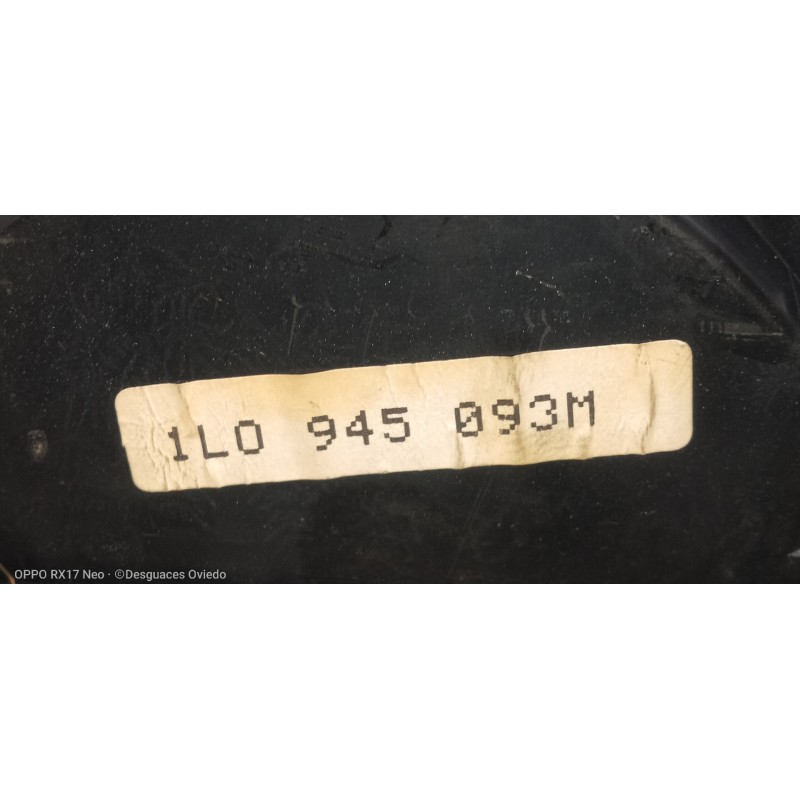 1L0 945 093M
OPPO RX17 Neo · ©Desguaces Oviedo